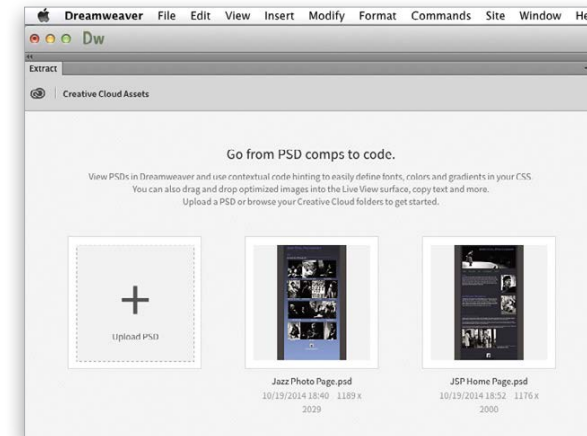 Dreamweaver File Edit View Insert Modify Format Commands Site Window He
Dw
Extract
Creative Cloud Assets
Go from PSD comps to code.
View PSDs in Dreamweaver and use contextual code hinting to easily define fonts, colors and gradients in your CSS.
You can also drag and drop optimized images into the Live View surface, copy text and more.
Upload a PSD or browse your Creative Cloud folders to get started.
Upload PSD
Jazz Photo Page.psd
10/19/2014 18:40 1189 x
2029
JSP Home Page.psd
10/19/2014 18:52 1176 x
2000